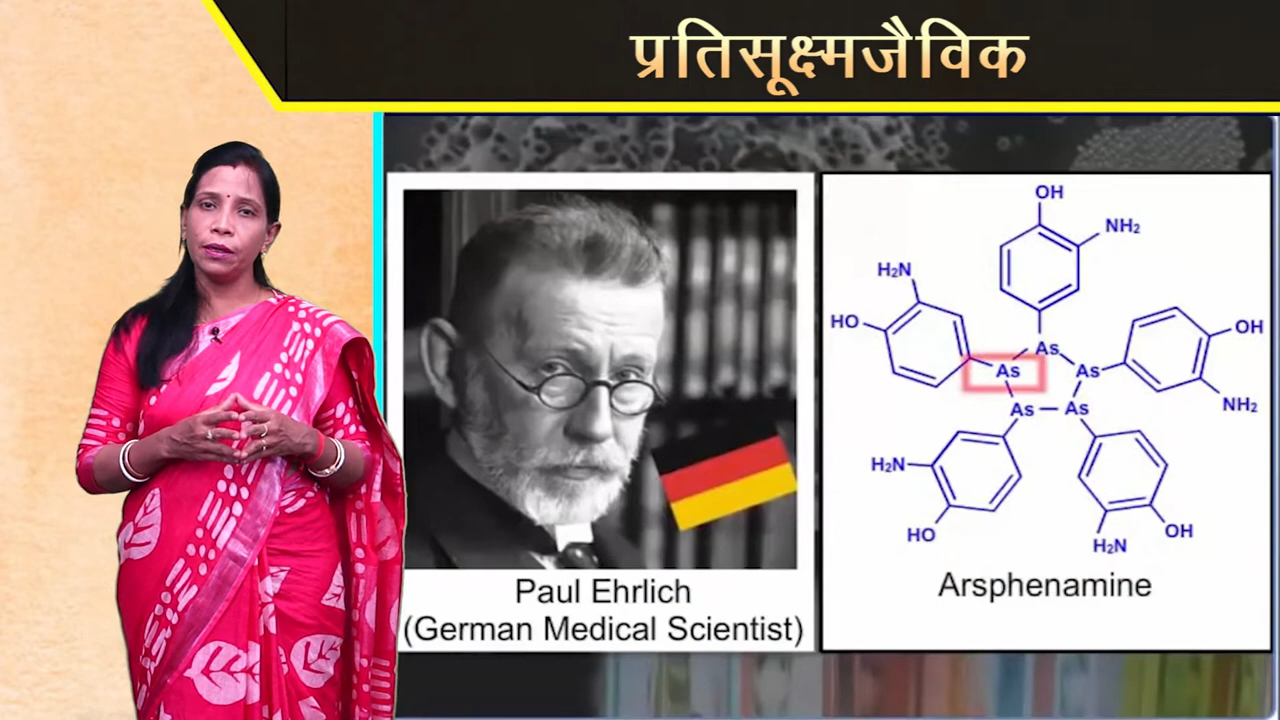 प्रतिसूक्ष्मजैविक
Paul Ehrlich
(German Medical Scientist)
OH
NH₂
H₂N
HO
OH
As
As
As
As
As
NH₂
H₂N
HO
OH
H₂N
Arsphenamine